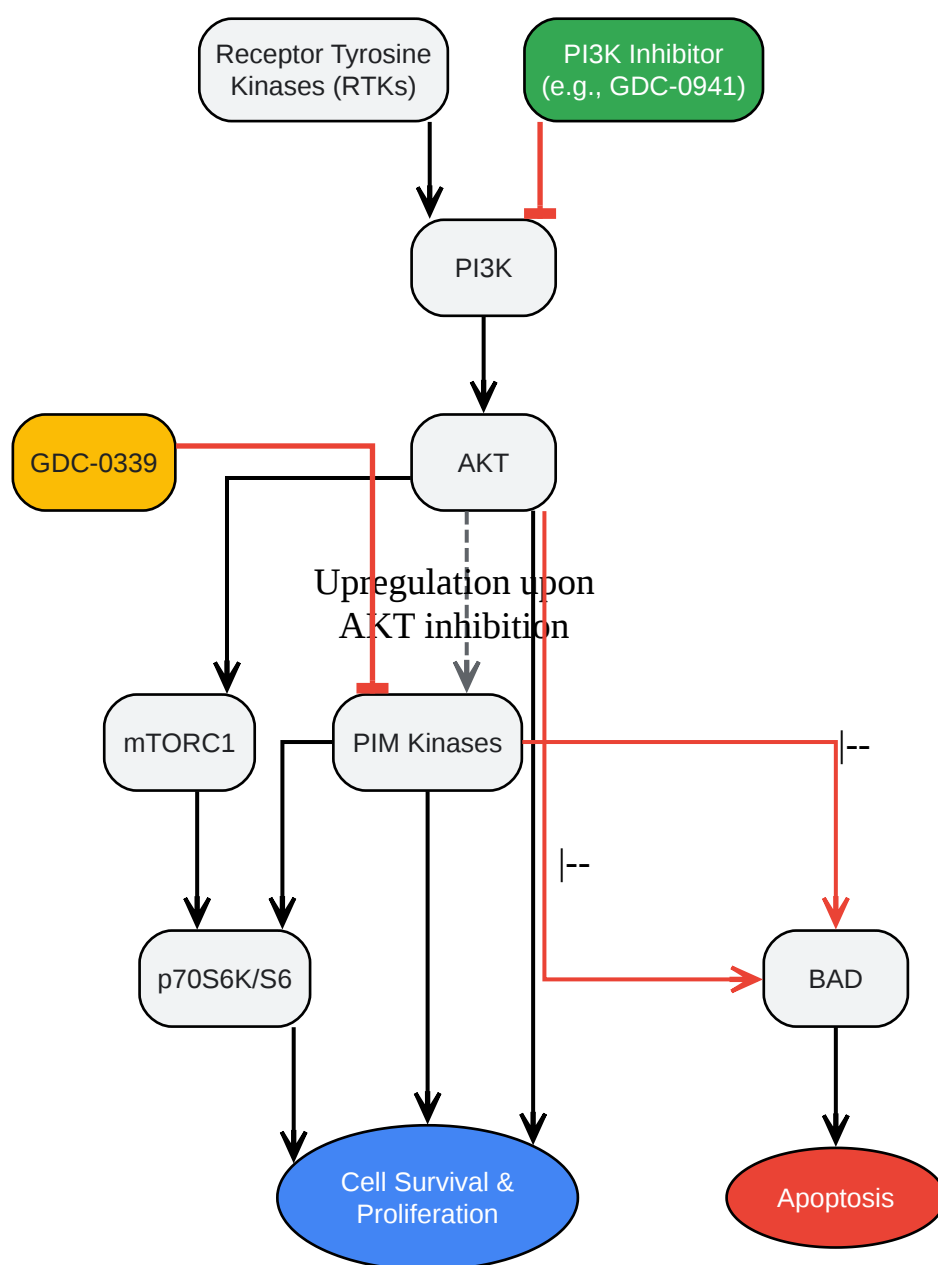 Receptor Tyrosine
Kinases (RTKs)
PI3K Inhibitor
(e.g., GDC-0941)
PI3K
GDC-0339
AKT
Upregulation upon
AKT inhibition
mTORC1
PIM Kinases
|--
|--
p70S6K/S6
BAD
Cell Survival &
Proliferation
Apoptosis